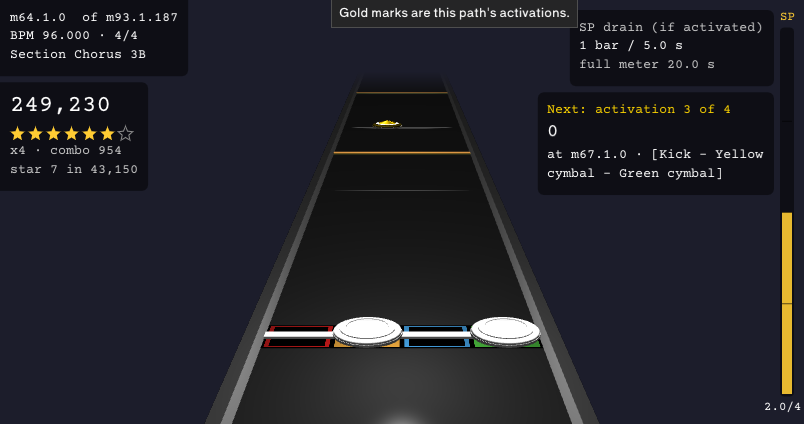 m64.1.0  of m93.1.187
BPM 96.000 · 4/4
Section Chorus 3B
249,230
x4 · combo 954
star 7 in 43,150
Gold marks are this path's activations.
SP drain (if activated)
1 bar / 5.0 s
full meter 20.0 s
Next: activation 3 of 4
0
at m67.1.0 · [Kick – Yellow
cymbal – Green cymbal]
SP
2.0/4